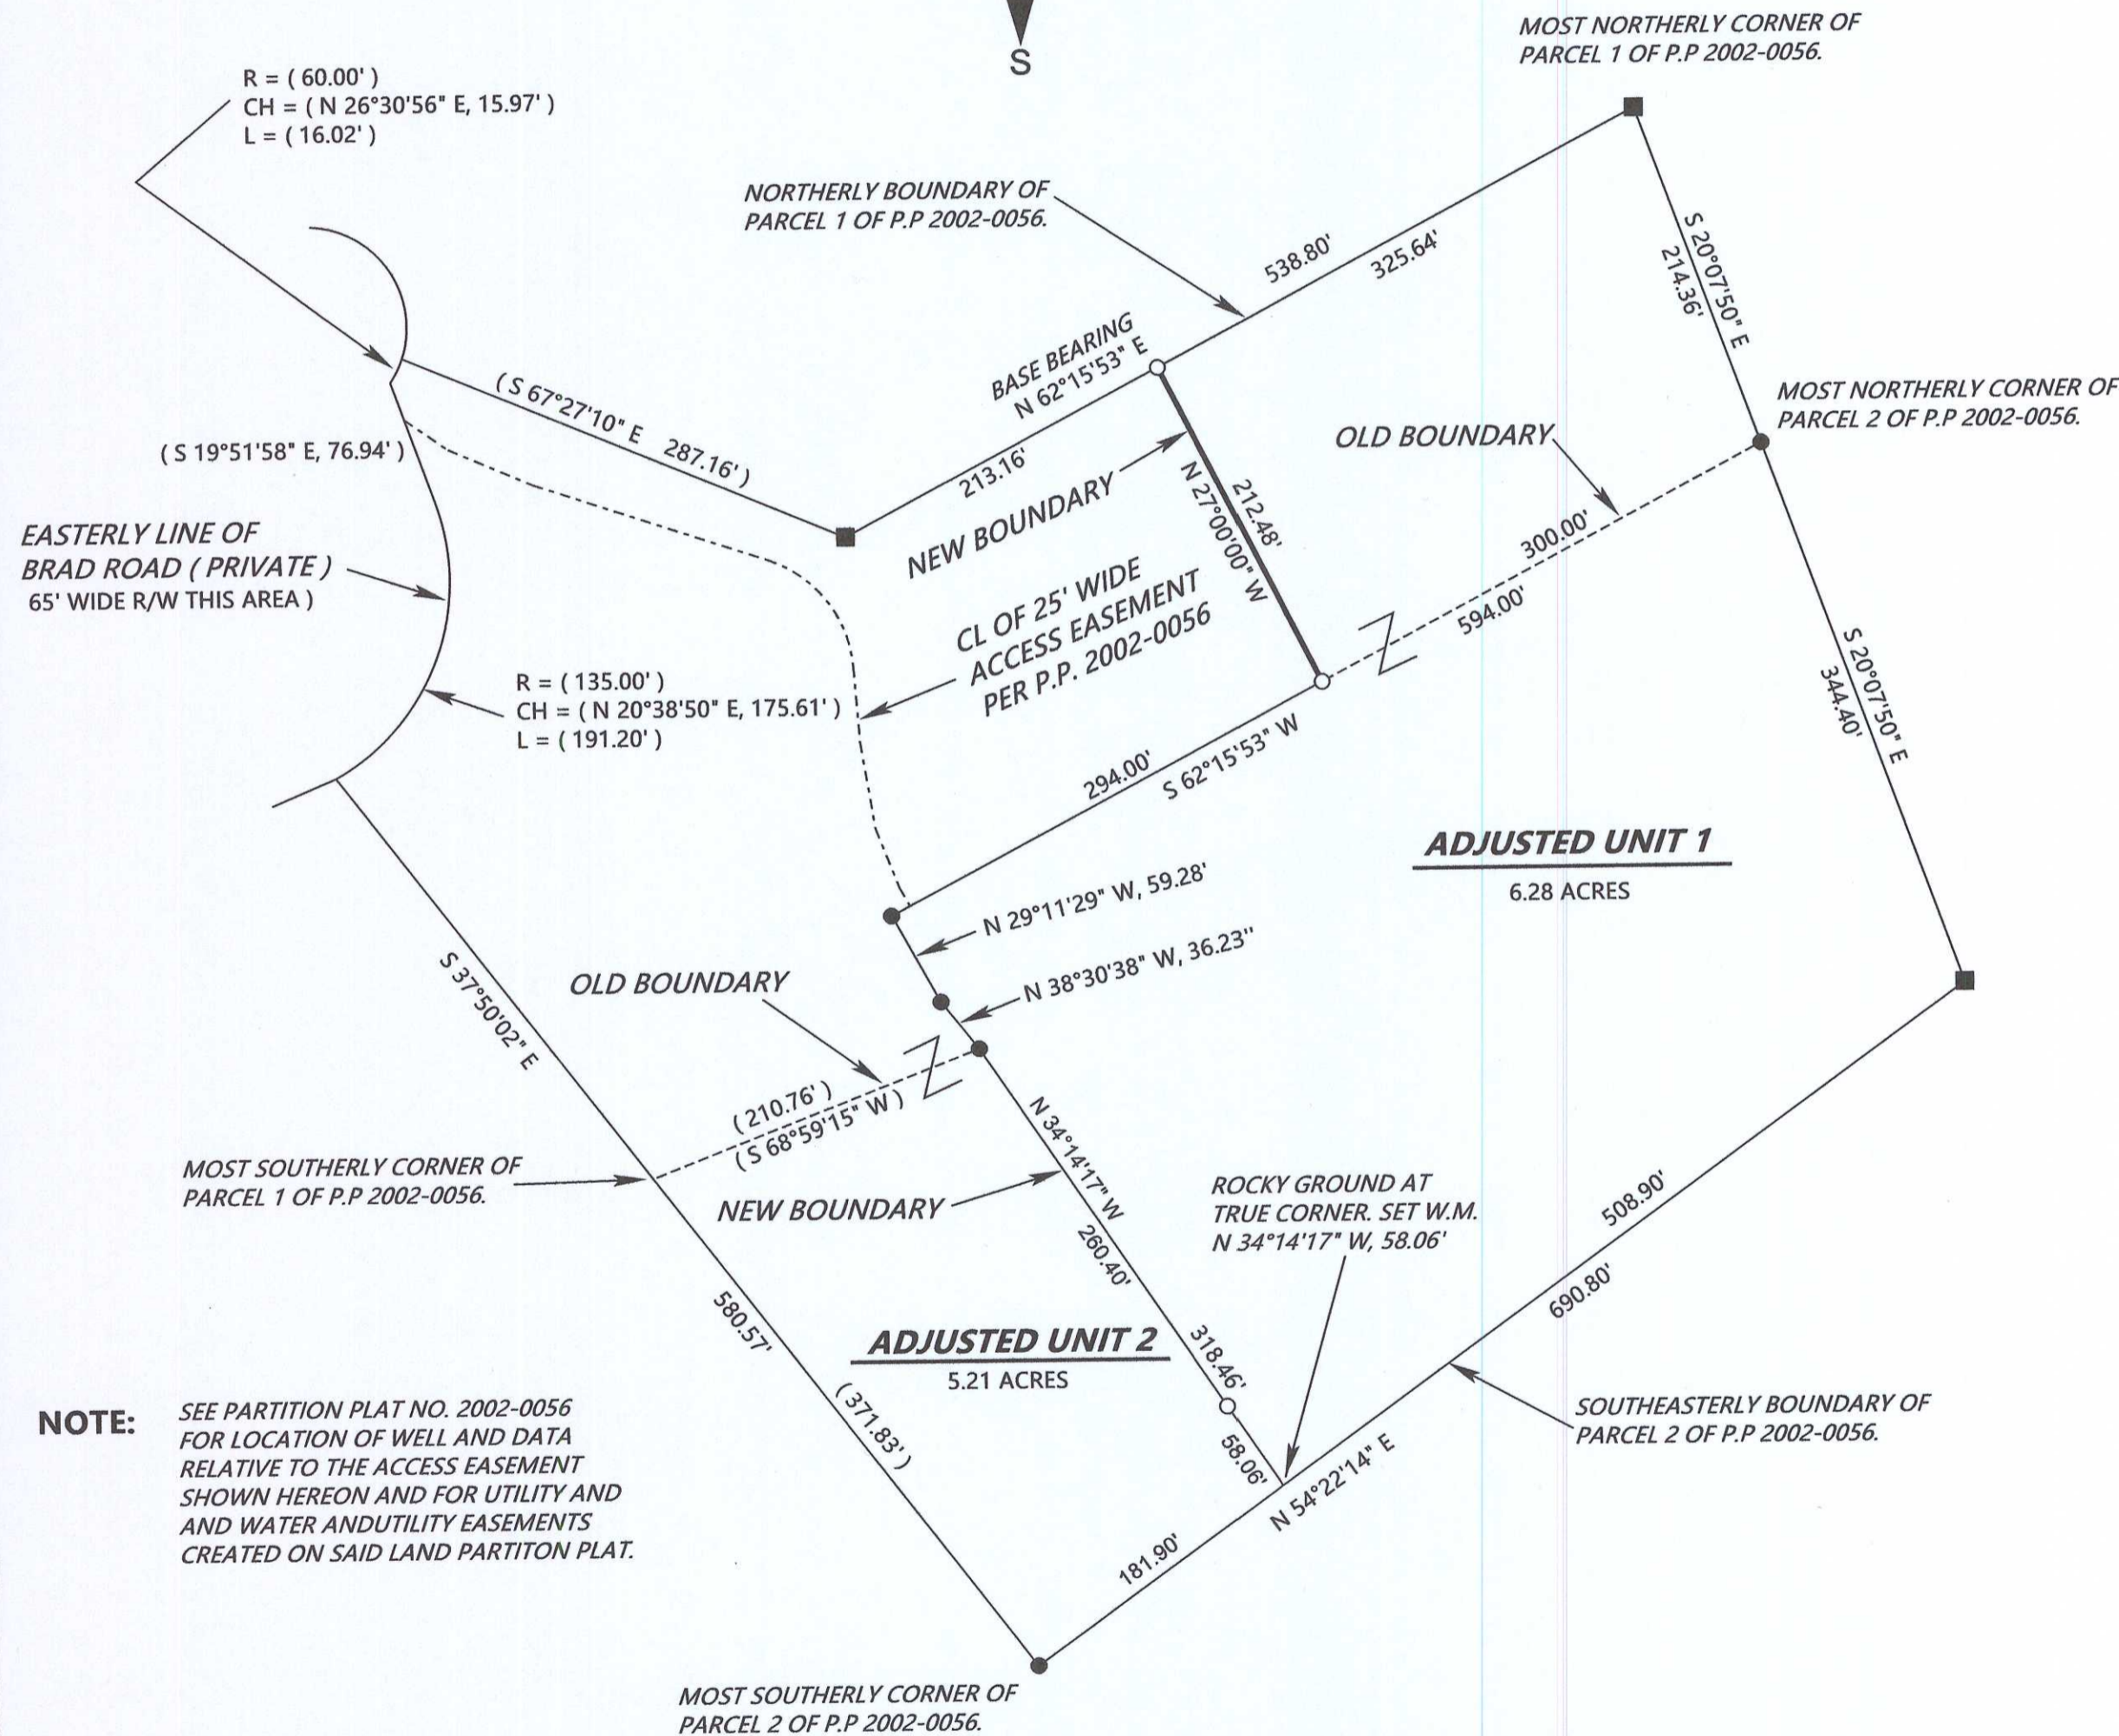 S
MOST NORTHERLY CORNER OF
PARCEL 1 OF P.P 2002-0056.
R = ( 60.00' )
CH = ( N 26°30'56" E, 15.97' )
L = ( 16.02' )
NORTHERLY BOUNDARY OF
PARCEL 1 OF P.P 2002-0056.
538.80'
325.64'
S 20°07'50" E
214.36'
BASE BEARING
N 62°15'53" E
213.16'
( S 67°27'10" E 287.16' )
( S 19°51'58" E, 76.94' )
MOST NORTHERLY CORNER OF
PARCEL 2 OF P.P 2002-0056.
OLD BOUNDARY
NEW BOUNDARY
212.48'
N 27°00'00" W
300.00'
594.00'
EASTERLY LINE OF
BRAD ROAD ( PRIVATE )
65' WIDE R/W THIS AREA )
CL OF 25' WIDE
ACCESS EASEMENT
PER P.P. 2002-0056
R = ( 135.00' )
CH = ( N 20°38'50" E, 175.61' )
L = ( 191.20' )
S 20°07'50" E
344.40'
294.00'
S 62°15'53" W
ADJUSTED UNIT 1
6.28 ACRES
N 29°11'29" W, 59.28'
N 38°30'38" W, 36.23"
S 37°50'02" E
OLD BOUNDARY
( 210.76' )
( S 68°59'15" W )
MOST SOUTHERLY CORNER OF
PARCEL 1 OF P.P 2002-0056.
NEW BOUNDARY
N 34°14'17" W
260.40'
318.46'
58.06'
ROCKY GROUND AT
TRUE CORNER. SET W.M.
N 34°14'17" W, 58.06'
508.90'
690.80'
580.57'
( 371.83' )
ADJUSTED UNIT 2
5.21 ACRES
SOUTHEASTERLY BOUNDARY OF
PARCEL 2 OF P.P 2002-0056.
N 54°22'14" E
181.90'
NOTE:
SEE PARTITION PLAT NO. 2002-0056
FOR LOCATION OF WELL AND DATA
RELATIVE TO THE ACCESS EASEMENT
SHOWN HEREON AND FOR UTILITY AND
AND WATER ANDUTILITY EASEMENTS
CREATED ON SAID LAND PARTITON PLAT.
MOST SOUTHERLY CORNER OF
PARCEL 2 OF P.P 2002-0056.